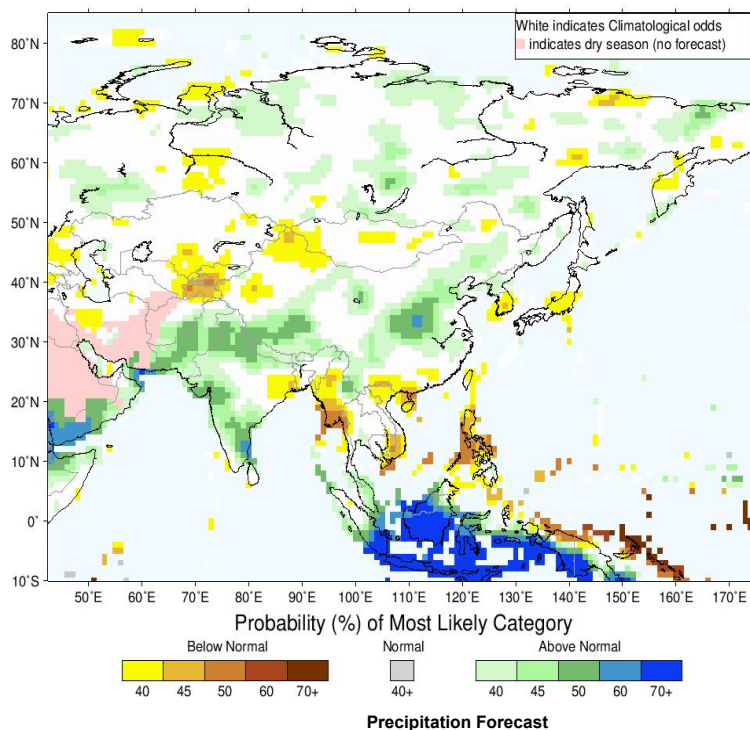 White indicates Climatological odds
indicates dry season (no forecast)
80˚N
70˚N
60˚N
50˚N
40˚N
30˚N
20˚N
10˚N
0˚
10˚S
50˚E
60˚E
70˚E
80˚E
90˚E
100˚E
110˚E
120˚E
130˚E
140˚E
150˚E
160˚E
170˚E
Probability (%) of Most Likely Category
Below Normal
Normal
Above Normal
40 45 50 60 70+
40+
40 45 50 60 70+
Precipitation Forecast